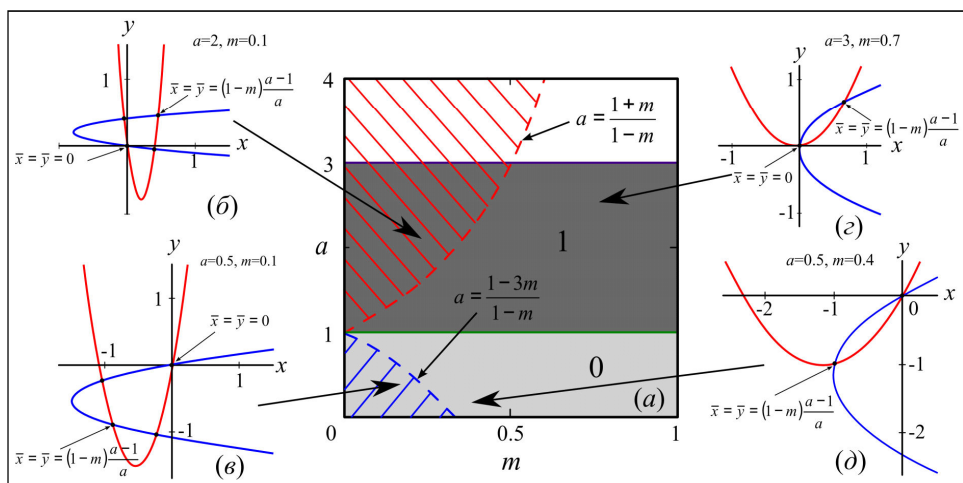 y
a=2, m=0.1
1
x̄ = ȳ = (1−m) (a−1)/a
x
x̄ = ȳ = 0
1
(б)
y
a=0.5, m=0.1
1
x̄ = ȳ = 0
-1
x
1
-1
x̄ = ȳ = (1−m) (a−1)/a
(в)
4
a = (1+m)/(1−m)
3
a
1
a = (1−3m)/(1−m)
1
0
(а)
0
0.5
1
m
y
a=3, m=0.7
1
x̄ = ȳ = (1−m) (a−1)/a
-1
x
1
x̄ = ȳ = 0
-1
(г)
y
a=0.5, m=0.4
x
-2
-1
0
-1
x̄ = ȳ = (1−m) (a−1)/a
-2
(д)